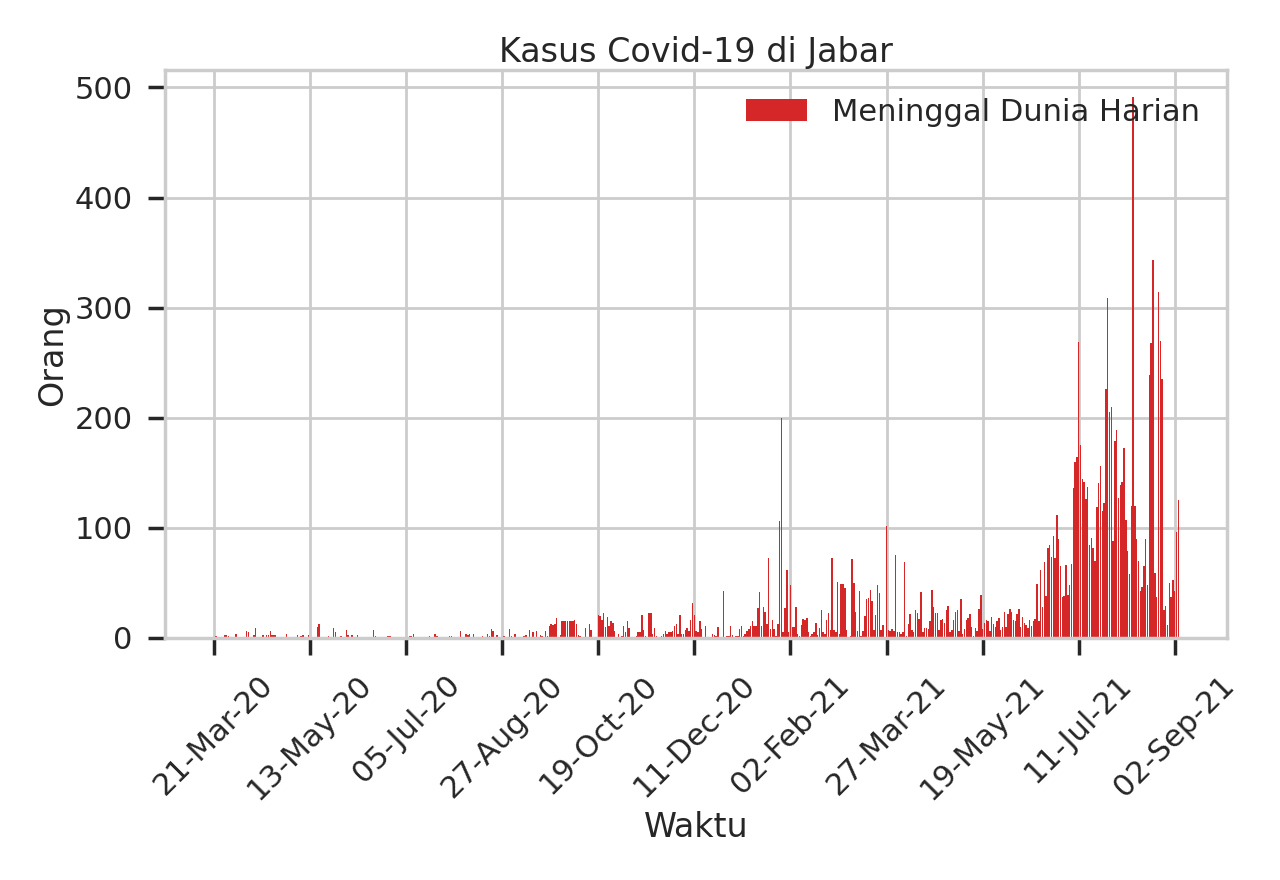 Kasus Covid-19 di Jabar
Meninggal Dunia Harian
Orang
500
400
300
200
100
0
21-Mar-20
13-May-20
05-Jul-20
27-Aug-20
19-Oct-20
11-Dec-20
02-Feb-21
27-Mar-21
19-May-21
11-Jul-21
02-Sep-21
Waktu